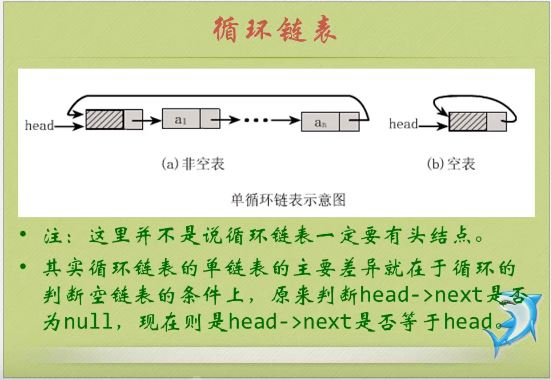 循环链表
head
a1
an
head
(a)非空表
(b)空表
单循环链表示意图
• 注：这里并不是说循环链表一定要有头结点。
• 其实循环链表的单链表的主要差异就在于循环的
判断空链表的条件上，原来判断head->next是否
为null，现在则是head->next是否等于head。